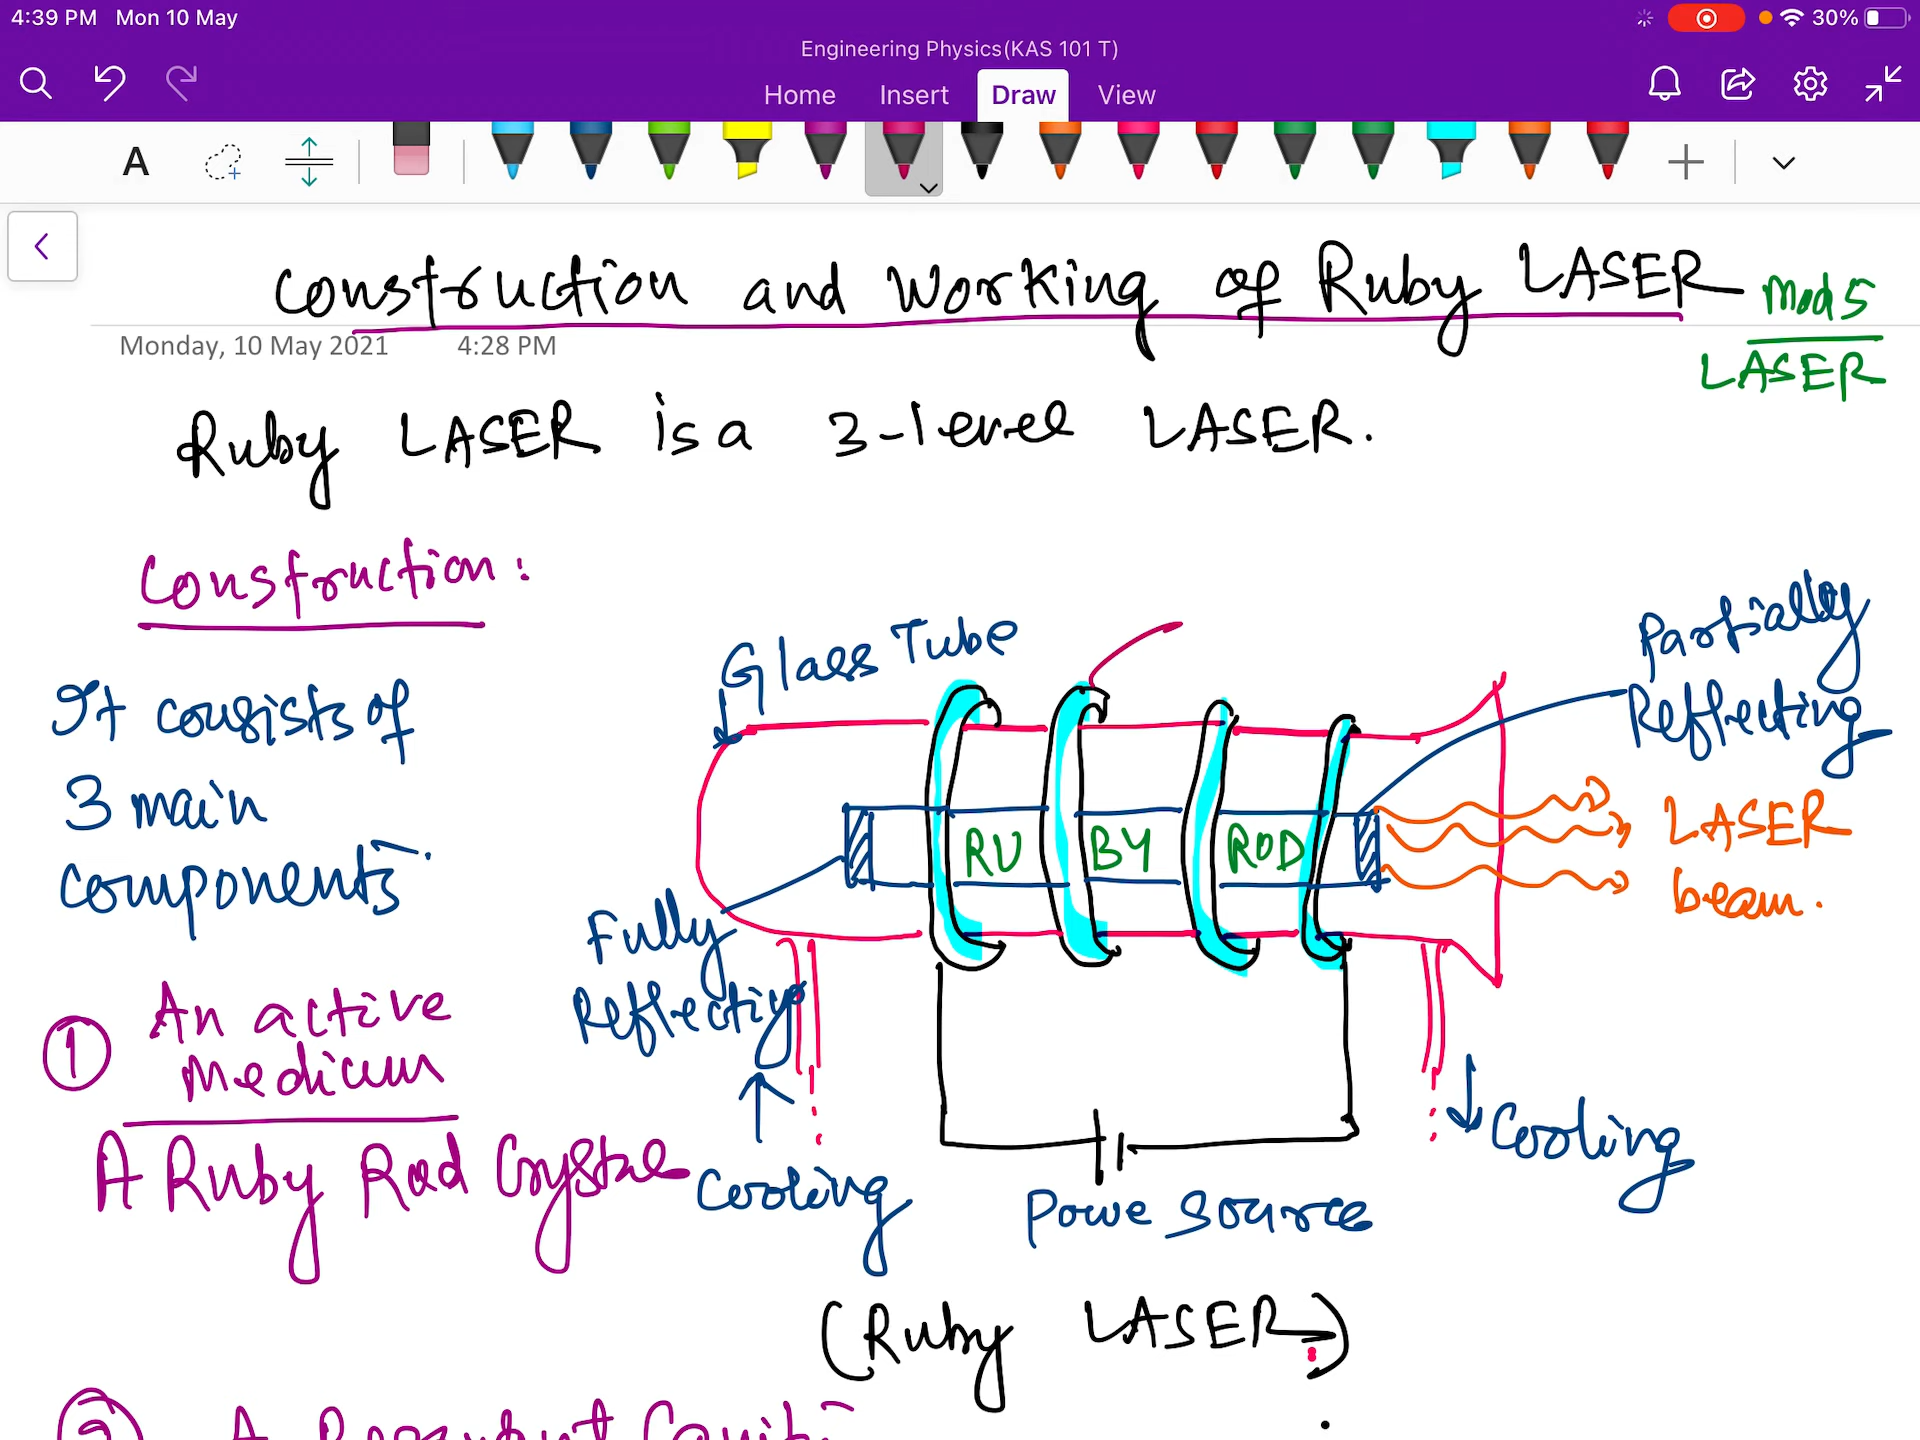 4:39 PM Mon 10 May
30%
Engineering Physics(KAS 101 T)
Home Insert Draw View
A
Construction and Working of Ruby LASER
Mod 5
LASER
Monday, 10 May 2021 4:28 PM
Ruby LASER is a 3-level LASER.
Construction:
It consists of
3 main
components.
Glass Tube
Partially
Reflecting
RU BY ROD
LASER
beam.
Fully
Reflecting
① An active
Medium
A Ruby Rod Crystal
Cooling
Cooling
Powe source
(Ruby LASER)
② A Resonant Cavity